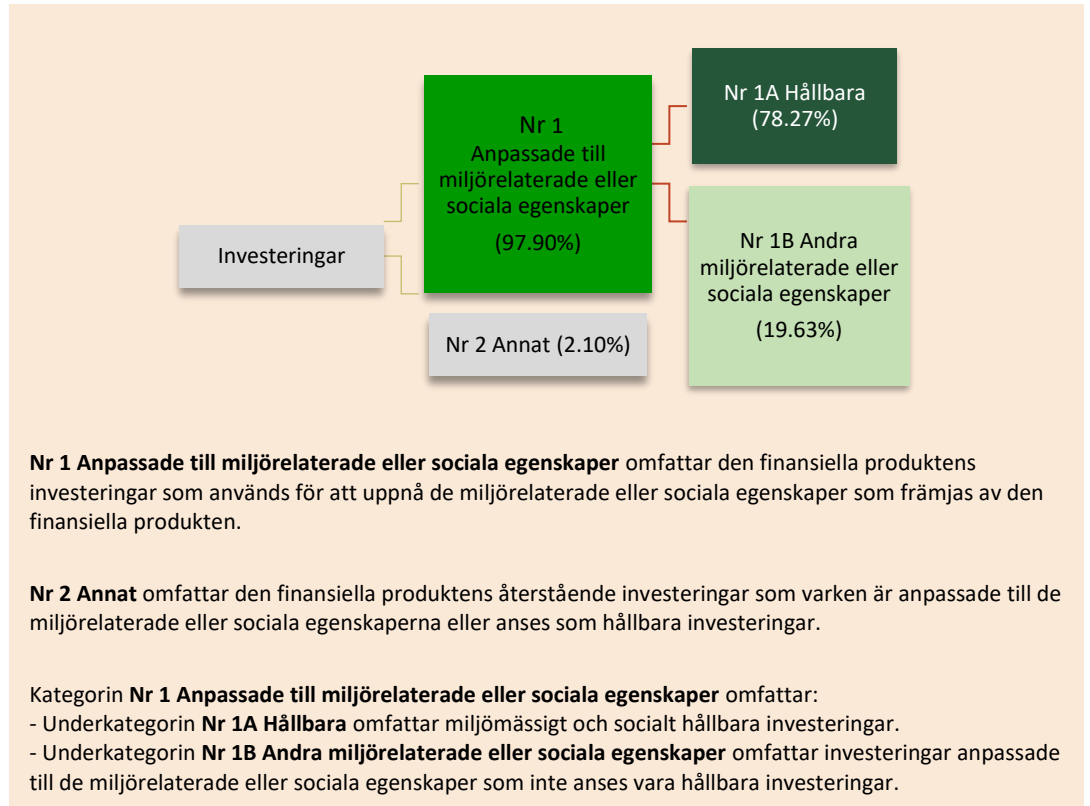 Investeringar
Nr 1
Anpassade till
miljörelaterade eller
sociala egenskaper
(97.90%)
Nr 2 Annat (2.10%)
Nr 1A Hållbara
(78.27%)
Nr 1B Andra
miljörelaterade eller
sociala egenskaper
(19.63%)
Nr 1 Anpassade till miljörelaterade eller sociala egenskaper omfattar den finansiella produktens
investeringar som används för att uppnå de miljörelaterade eller sociala egenskaper som främjas av den
finansiella produkten.
Nr 2 Annat omfattar den finansiella produktens återstående investeringar som varken är anpassade till de
miljörelaterade eller sociala egenskaperna eller anses som hållbara investeringar.
Kategorin Nr 1 Anpassade till miljörelaterade eller sociala egenskaper omfattar:
- Underkategorin Nr 1A Hållbara omfattar miljömässigt och socialt hållbara investeringar.
- Underkategorin Nr 1B Andra miljörelaterade eller sociala egenskaper omfattar investeringar anpassade
till de miljörelaterade eller sociala egenskaper som inte anses vara hållbara investeringar.